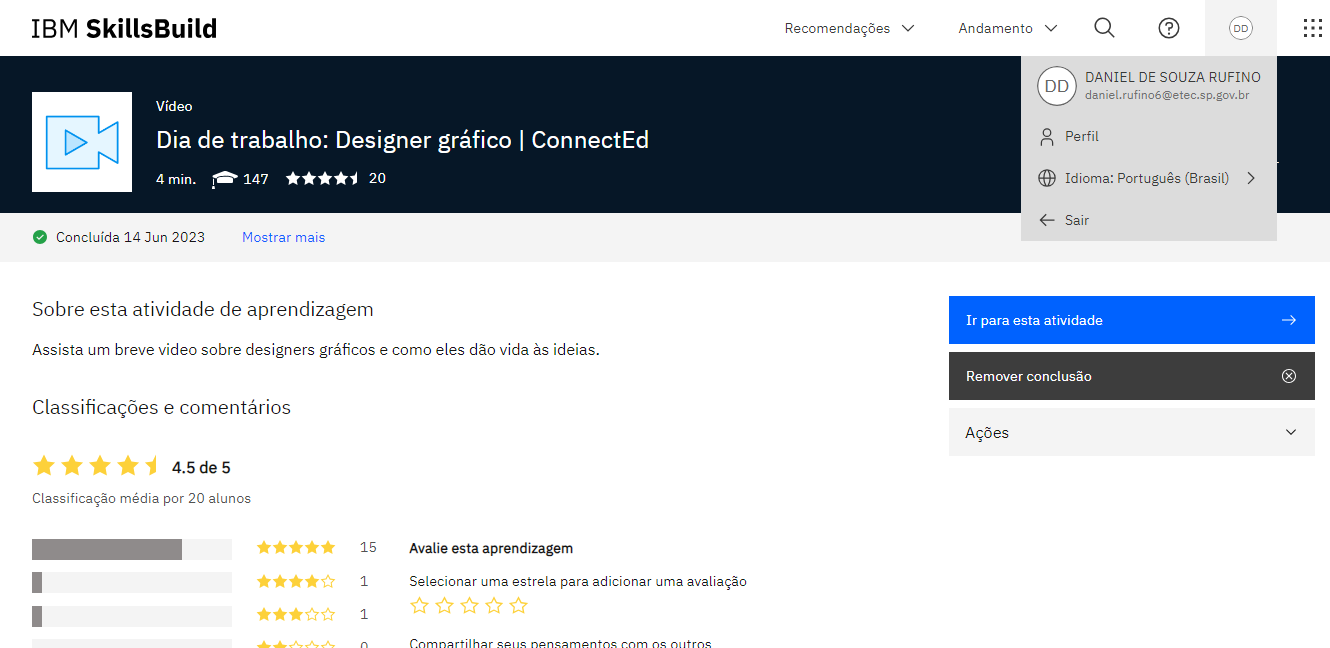 IBM SkillsBuild
Recomendações
Andamento
DD
DD
DANIEL DE SOUZA RUFINO
daniel.rufino6@etec.sp.gov.br
Perfil
Idioma: Português (Brasil)
Sair
Vídeo
Dia de trabalho: Designer gráfico | ConnectEd
4 min. 147 20
Concluída 14 Jun 2023 Mostrar mais
Sobre esta atividade de aprendizagem
Assista um breve video sobre designers gráficos e como eles dão vida às ideias.
Ir para esta atividade
Remover conclusão
Ações
Classificações e comentários
4.5 de 5
Classificação média por 20 alunos
15
1
1
0
Avalie esta aprendizagem
Selecionar uma estrela para adicionar uma avaliação
Compartilhar seus pensamentos com os outros